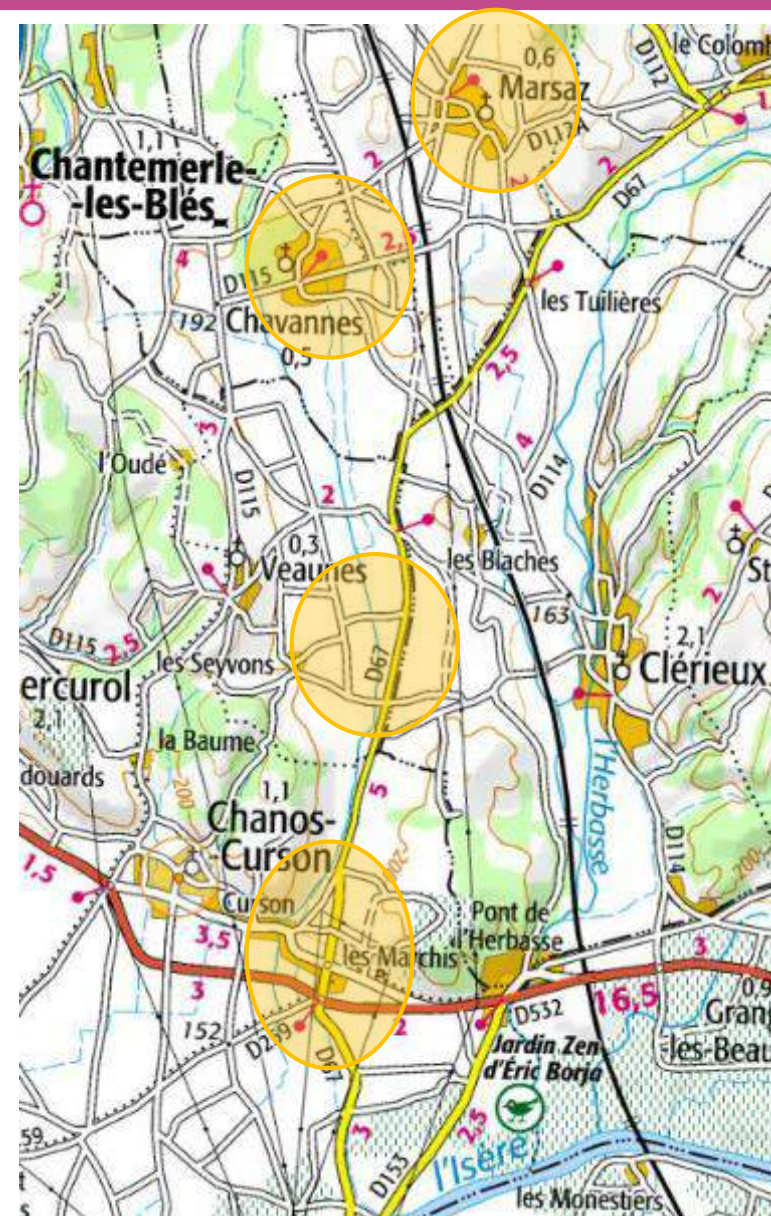 le Colomb
0,6
Marsaz
D112
D67
2
1,1
Chantemerle-
-les-Blés
2
2
4
2,5
D115
192
Chavannes
0,5
les Tuilières
2,5
3
4
l'Oudé
D115
2
D114
0,3
Veaunes
les Blaches
163
St
2
D115
2,5
les Seyvons
D67
2,1
Clérieux
ercurol
2,1
la Baume
douards
200
5
l'Herbasse
1,1
Chanos-
-Curson
200
D114
200
1,5
Curson
3,5
les Marchis
Pont de
l'Herbasse
3
3
2
16,5
0,9
Grang
-les-Beau
152
D259
D67
D532
Jardin Zen
d'Éric Borja
59
3
2,5
D153
l'Isère
les Monestiers